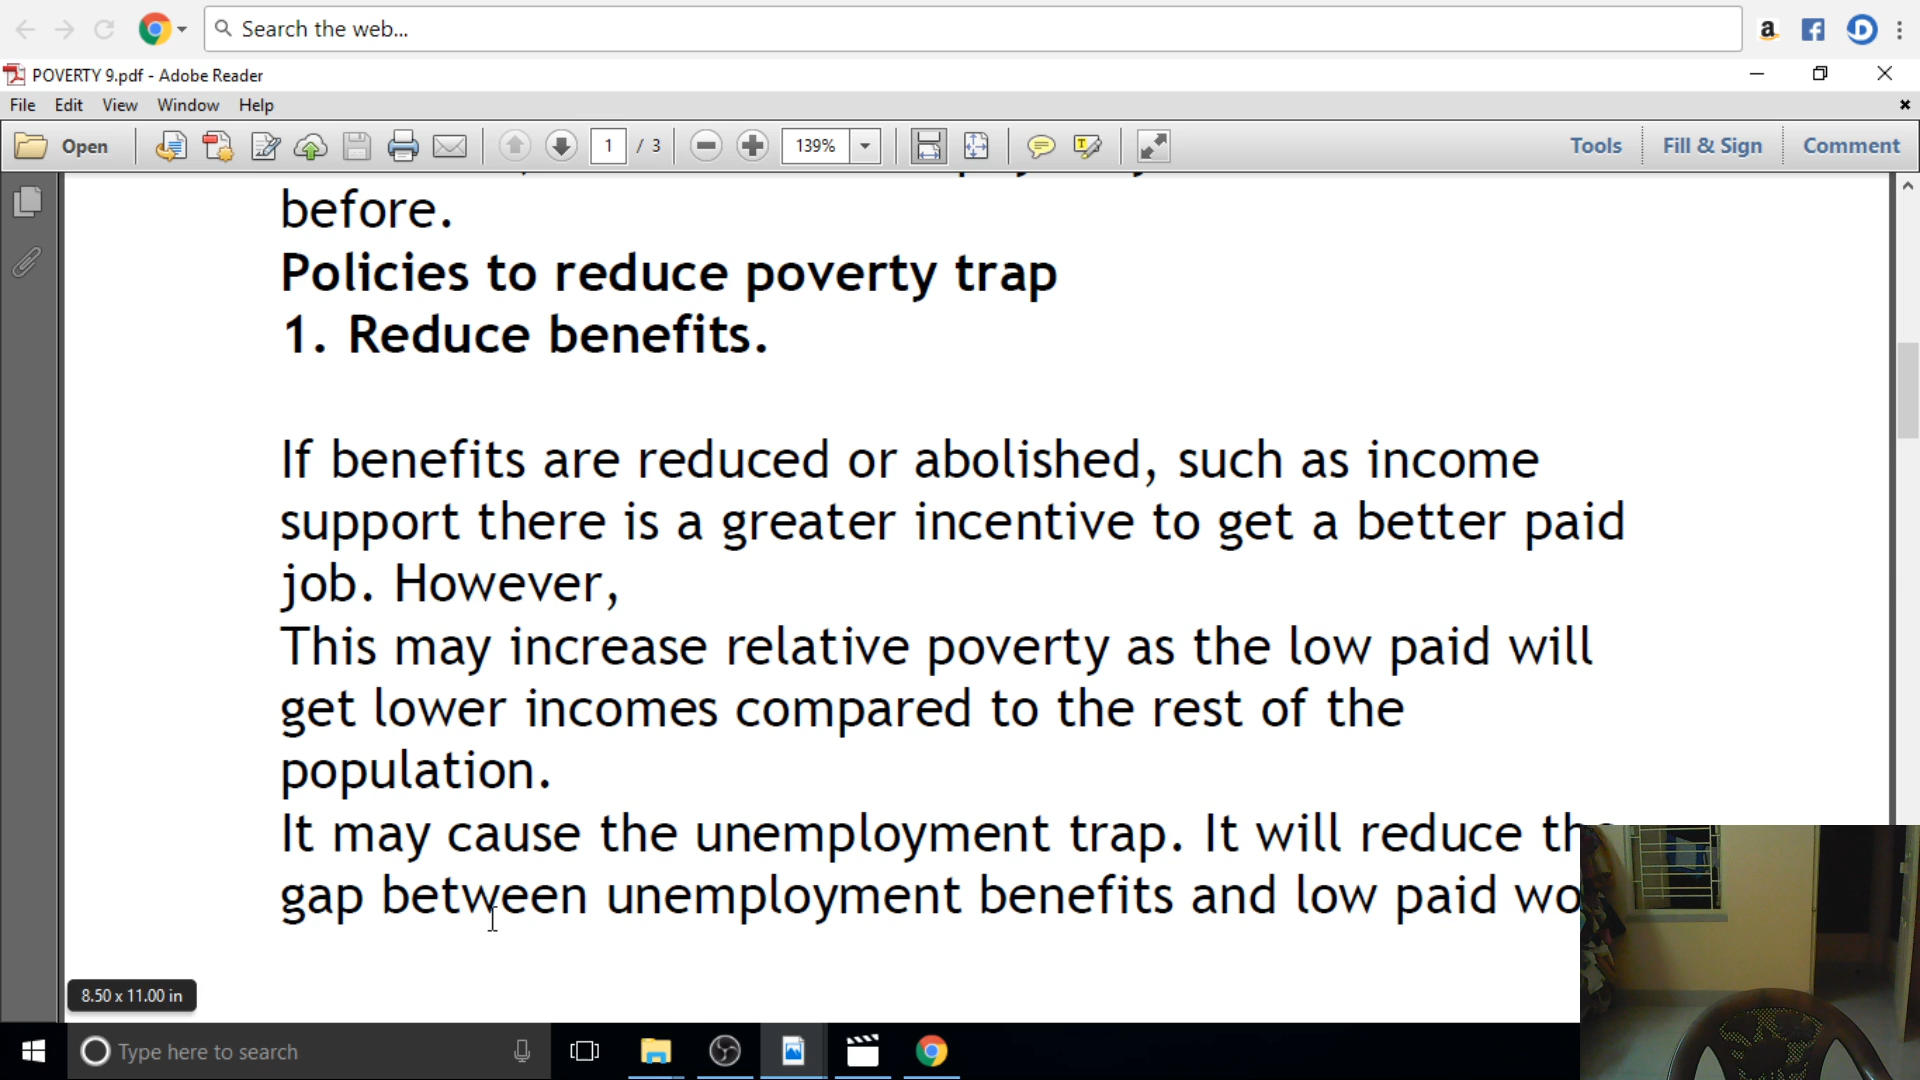 Search the web...
a
POVERTY 9.pdf - Adobe Reader
File Edit View Window Help
Open 1 / 3 139% Tools Fill & Sign Comment
before.
Policies to reduce poverty trap
1. Reduce benefits.
If benefits are reduced or abolished, such as income
support there is a greater incentive to get a better paid
job. However,
This may increase relative poverty as the low paid will
get lower incomes compared to the rest of the
population.
It may cause the unemployment trap. It will reduce
gap between unemployment benefits and low paid
8.50 x 11.00 in
Type here to search